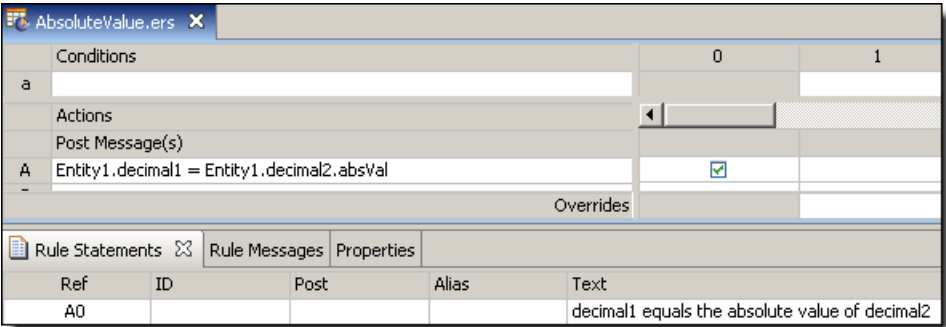 AbsoluteValue.ers
Conditions 0 1
a
Actions
Post Message(s)
A Entity1.decimal1 = Entity1.decimal2.absVal
Overrides
Rule Statements Rule Messages Properties
Ref ID Post Alias Text
A0 decimal1 equals the absolute value of decimal2